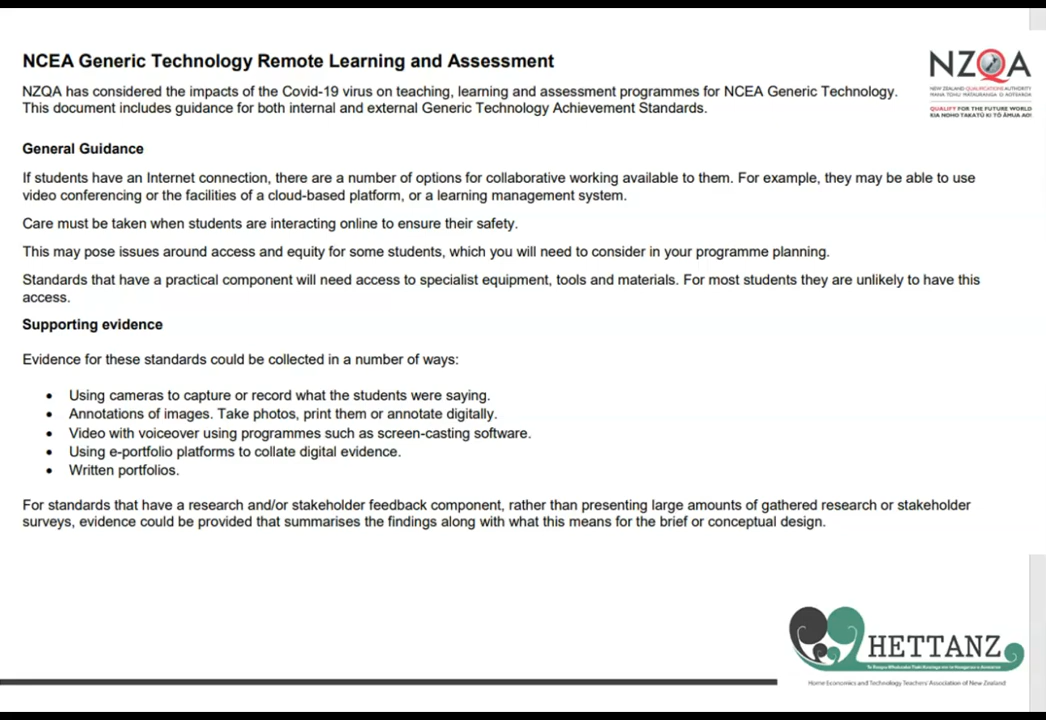 NCEA Generic Technology Remote Learning and Assessment
NZQA
NZQA has considered the impacts of the Covid-19 virus on teaching, learning and assessment programmes for NCEA Generic Technology.
This document includes guidance for both internal and external Generic Technology Achievement Standards.
NEW ZEALAND QUALIFICATIONS AUTHORITY
MANA TOHU MĀTAURANGA O AOTEAROA
QUALIFY FOR THE FUTURE WORLD
KIA NOHO TAKATŪ KI TŌ ĀMUA AO!
General Guidance
If students have an Internet connection, there are a number of options for collaborative working available to them. For example, they may be able to use
video conferencing or the facilities of a cloud-based platform, or a learning management system.
Care must be taken when students are interacting online to ensure their safety.
This may pose issues around access and equity for some students, which you will need to consider in your programme planning.
Standards that have a practical component will need access to specialist equipment, tools and materials. For most students they are unlikely to have this
access.
Supporting evidence
Evidence for these standards could be collected in a number of ways:
• Using cameras to capture or record what the students were saying.
• Annotations of images. Take photos, print them or annotate digitally.
• Video with voiceover using programmes such as screen-casting software.
• Using e-portfolio platforms to collate digital evidence.
• Written portfolios.
For standards that have a research and/or stakeholder feedback component, rather than presenting large amounts of gathered research or stakeholder
surveys, evidence could be provided that summarises the findings along with what this means for the brief or conceptual design.
HETTANZ
Home Economics and Technology Teachers' Association of New Zealand